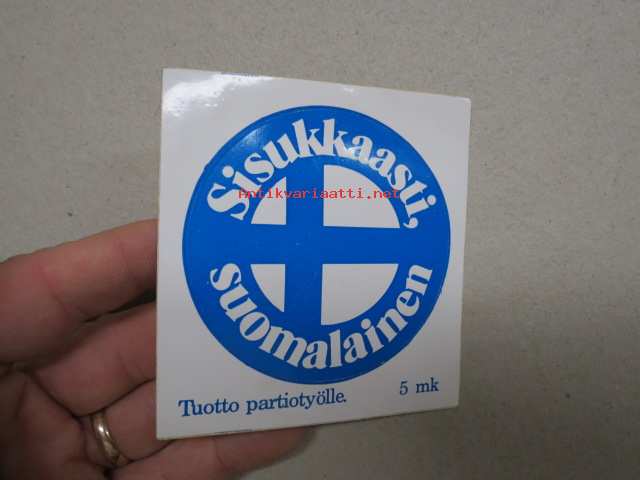 Sisukkaasti,
antikvariaatti.net
suomalainen
Tuotto partiotyölle. 5 mk